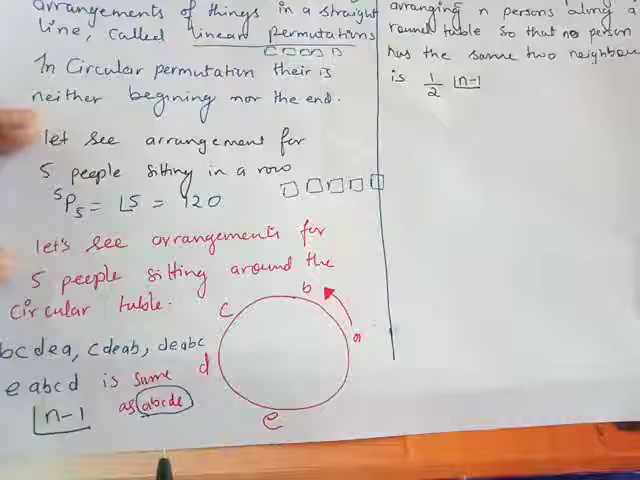 arrangements of things in a straight
line, called linear permutations
In Circular permutation their is
neither begining nor the end.
let see arrangement for
5 people sitting in a row
⁵P₅ = ⌊5 = 120
let's see arrangements for
5 people sitting around the
circular table.
bcdea, cdeab, deabc
eabcd is same
as abcde
⌊n-1
a
b
c
d
e
arranging n persons along a
round table so that no person
has the same two neighbou
is 1/2 ⌊n-1